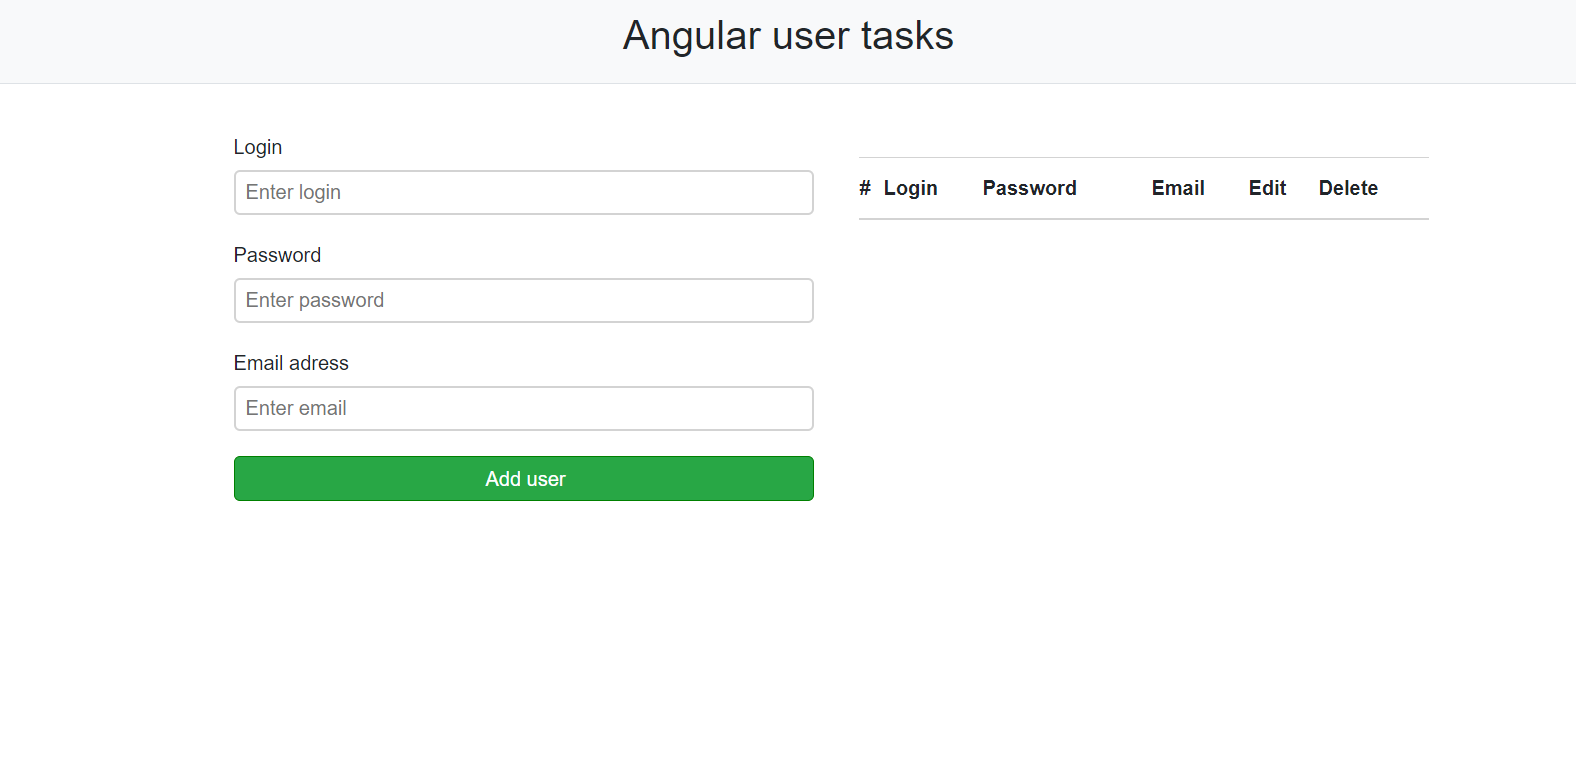 Angular user tasks
Login
Enter login
Password
Enter password
Email adress
Enter email
Add user
# Login Password Email Edit Delete